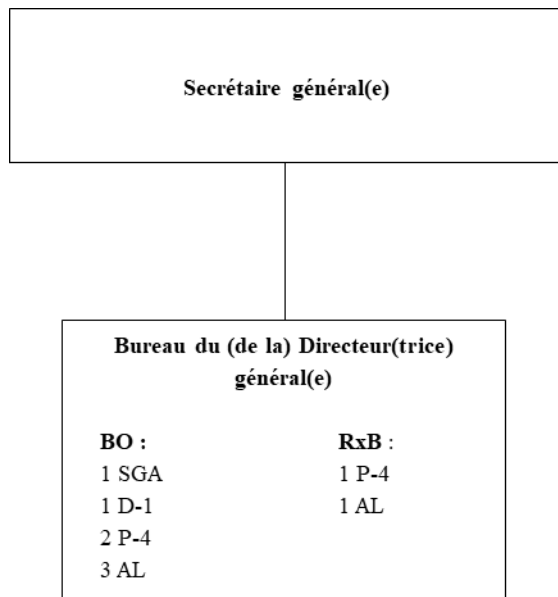 Secrétaire général(e)
Bureau du (de la) Directeur(trice)
général(e)
BO :
1 SGA
1 D-1
2 P-4
3 AL
RxB :
1 P-4
1 AL